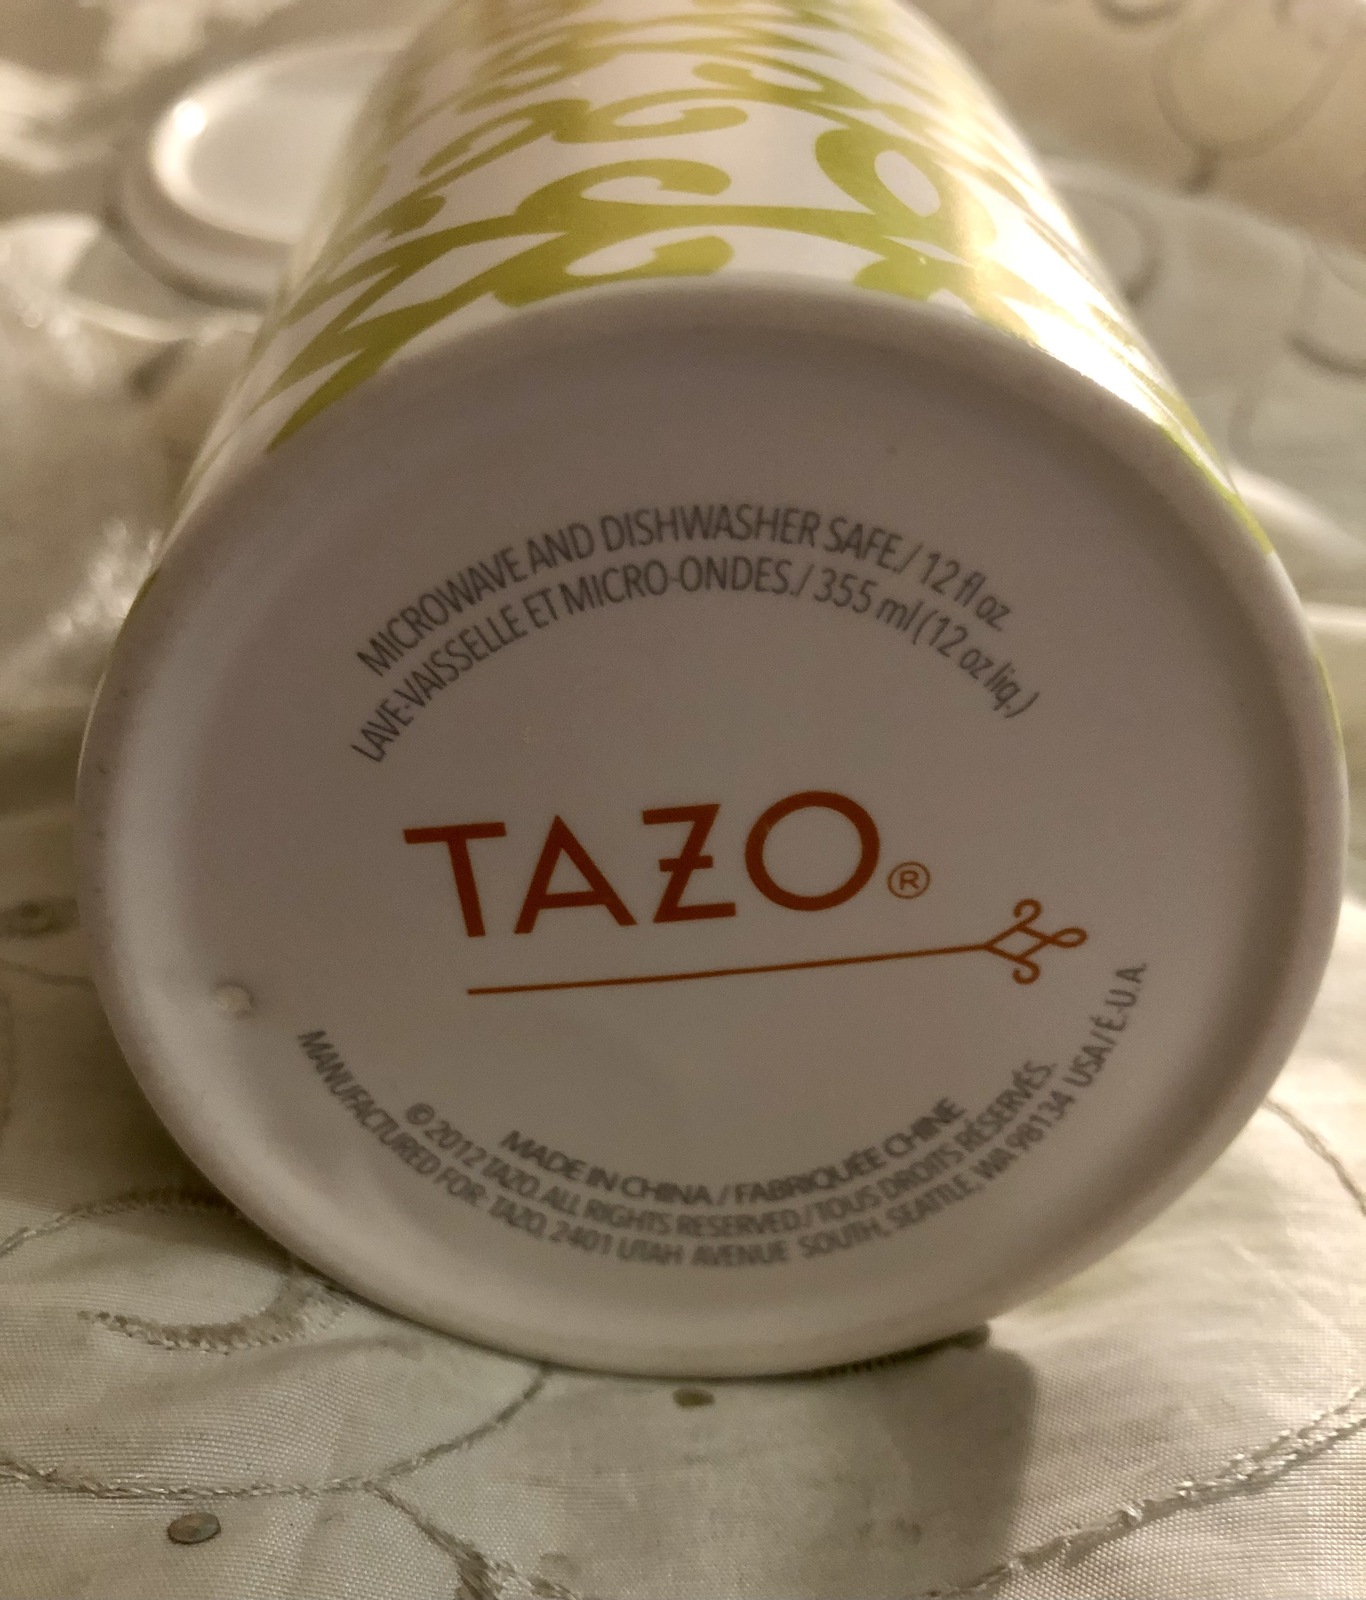 MICROWAVE AND DISHWASHER SAFE./ 12 fl oz
LAVE-VAISSELLE ET MICRO-ONDES./ 355 ml (12 oz liq.)
TAZO®
MADE IN CHINA / FABRIQUÉE CHINE
© 2012 TAZO. ALL RIGHTS RESERVED/TOUS DROITS RÉSERVÉS.
MANUFACTURED FOR: TAZO, 2401 UTAH AVENUE SOUTH, SEATTLE, WA 98134 USA/É.-U.A.